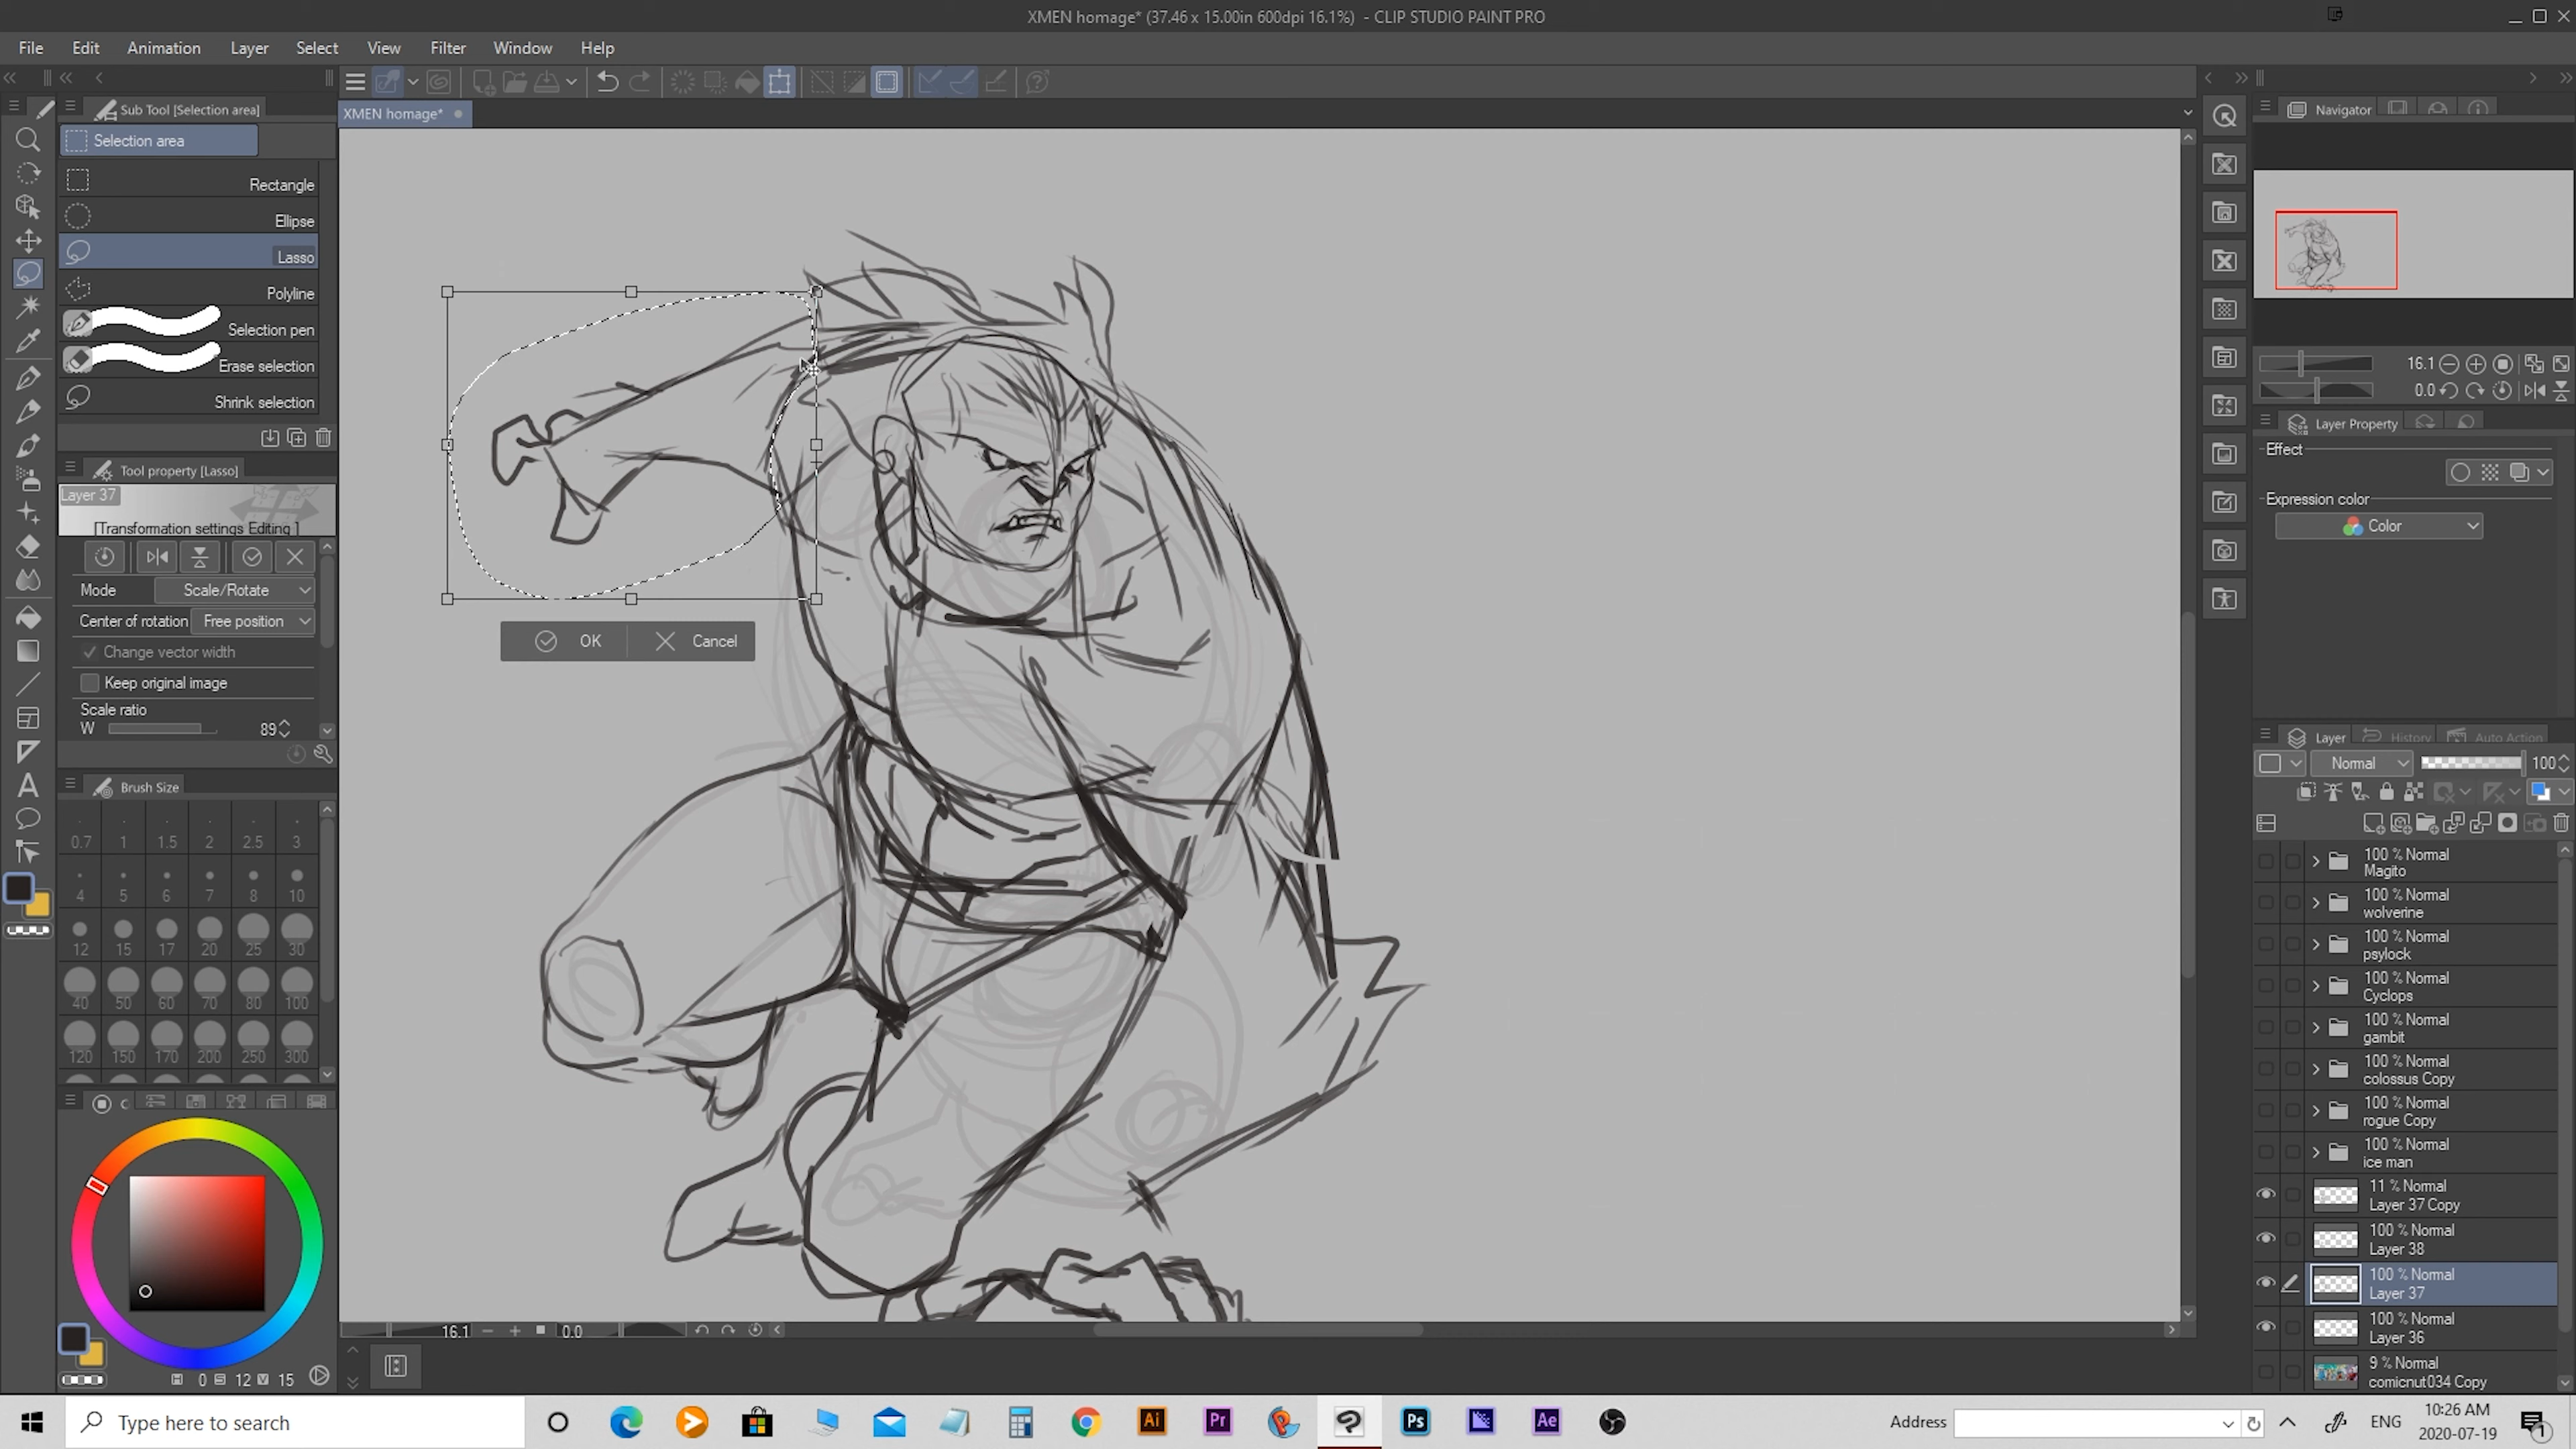 XMEN homage* (37.46 x 15.00in 600dpi 16.1%) - CLIP STUDIO PAINT PRO
File Edit Animation Layer Select View Filter Window Help
Sub Tool [Selection area]
XMEN homage*
Navigator
Selection area
Rectangle
Ellipse
Lasso
Polyline
Selection pen
Erase selection
Shrink selection
16.1
0.0
Layer Property
Effect
Expression color
Color
Tool property [Lasso]
Layer 37
[Transformation settings Editing ]
Mode Scale/Rotate
Center of rotation Free position
Change vector width
Keep original image
Scale ratio
W 89
OK Cancel
Brush Size
0.7 1 1.5 2 2.5 3
4 5 6 7 8 10
12 15 17 20 25 30
40 50 60 70 80 100
120 150 170 200 250 300
Layer History Auto Action
Normal 100
100 % Normal
Magito
100 % Normal
wolverine
100 % Normal
psylock
100 % Normal
Cyclops
100 % Normal
gambit
100 % Normal
colossus Copy
100 % Normal
rogue Copy
100 % Normal
ice man
11 % Normal
Layer 37 Copy
100 % Normal
Layer 38
100 % Normal
Layer 37
100 % Normal
Layer 36
9 % Normal
comicnut034 Copy
16.1 0.0
H 0 S 12 V 15
Type here to search
Ai Pr Ps Ae
Address
ENG
10:26 AM
2020-07-19
1